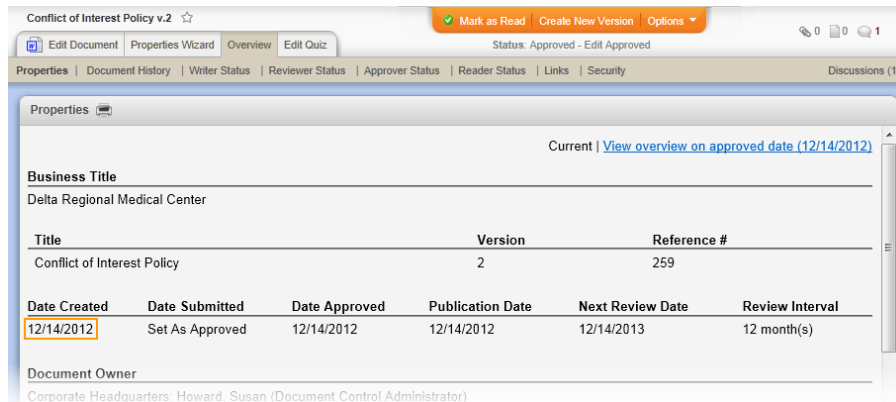 Conflict of Interest Policy v.2
Mark as Read Create New Version Options
0 0 1
Edit Document Properties Wizard Overview Edit Quiz
Status: Approved - Edit Approved
Properties | Document History | Writer Status | Reviewer Status | Approver Status | Reader Status | Links | Security Discussions (1
Properties
Current | View overview on approved date (12/14/2012)
Business Title
Delta Regional Medical Center
Title Version Reference #
Conflict of Interest Policy 2 259
Date Created Date Submitted Date Approved Publication Date Next Review Date Review Interval
12/14/2012 Set As Approved 12/14/2012 12/14/2012 12/14/2013 12 month(s)
Document Owner
Corporate Headquarters: Howard, Susan (Document Control Administrator)